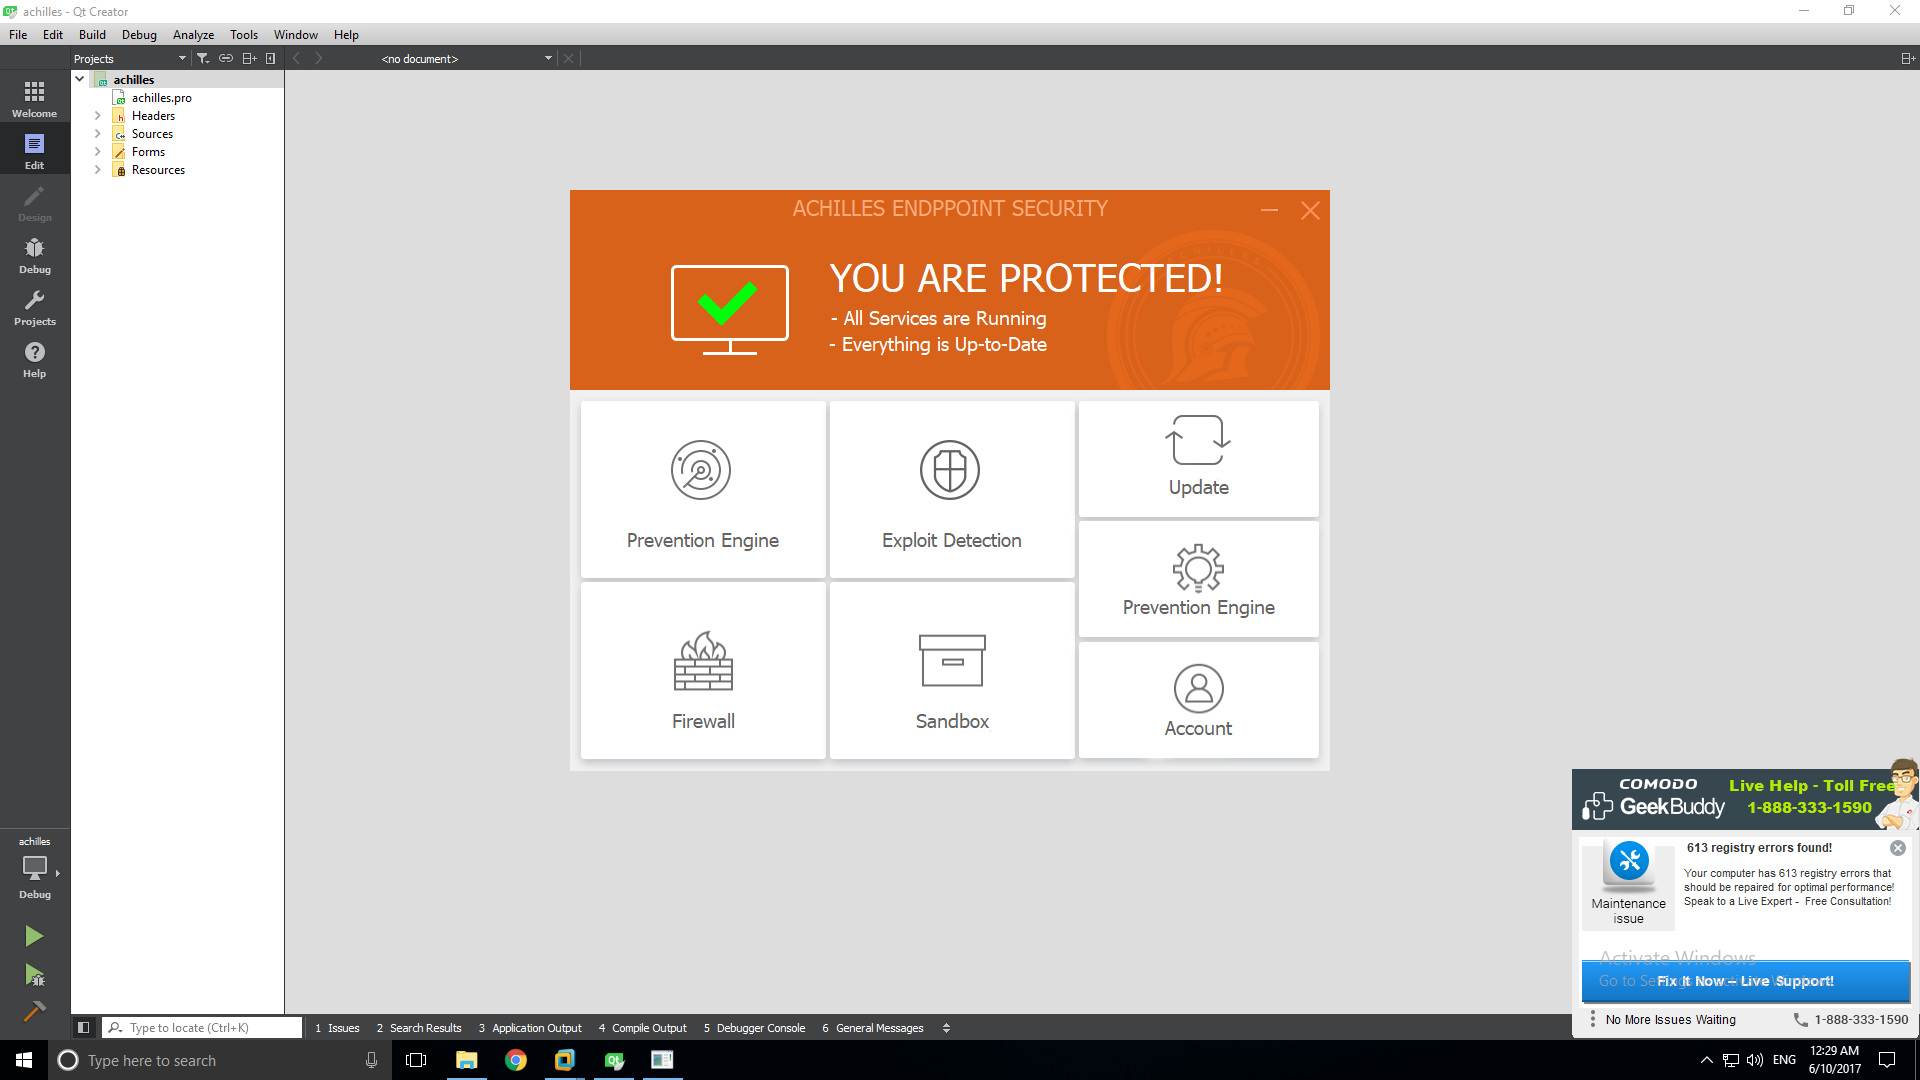 achilles - Qt Creator
File Edit Build Debug Analyze Tools Window Help
Projects
<no document>
achilles
achilles.pro
Headers
Sources
Forms
Resources
Welcome
Edit
Design
Debug
Projects
Help
ACHILLES ENDPPOINT SECURITY
YOU ARE PROTECTED!
- All Services are Running
- Everything is Up-to-Date
Prevention Engine
Exploit Detection
Update
Prevention Engine
Firewall
Sandbox
Account
COMODO
GeekBuddy
Live Help - Toll Free
1-888-333-1590
613 registry errors found!
Your computer has 613 registry errors that
should be repaired for optimal performance!
Speak to a Live Expert - Free Consultation!
Maintenance
issue
Activate Windows
Fix It Now – Live Support!
No More Issues Waiting
1-888-333-1590
achilles
Debug
Type to locate (Ctrl+K)
1 Issues 2 Search Results 3 Application Output 4 Compile Output 5 Debugger Console 6 General Messages
Type here to search
ENG
12:29 AM
6/10/2017